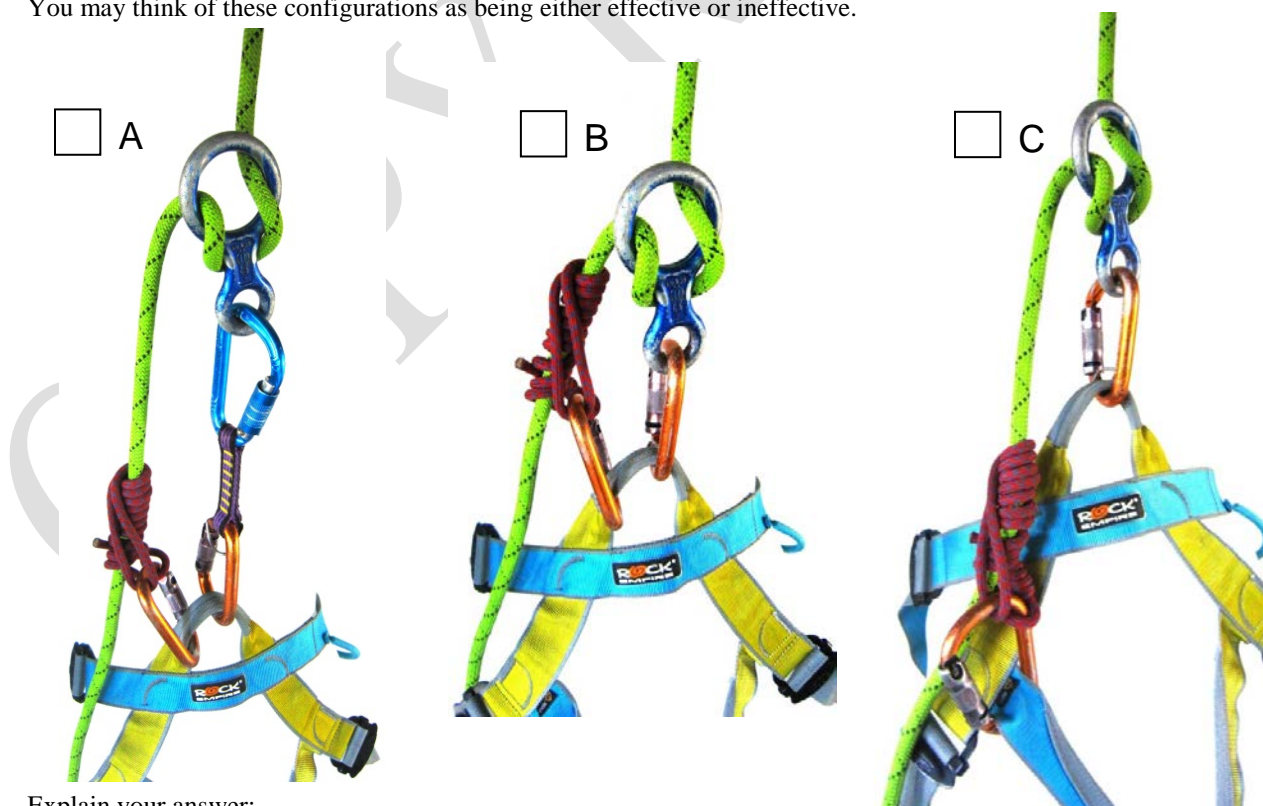 You may think of these configurations as being either effective or ineffective.
A
B
C
ROCK
EMPIRE
ROCK
EMPIRE
ROCK
EMPIRE
Explain your answer: